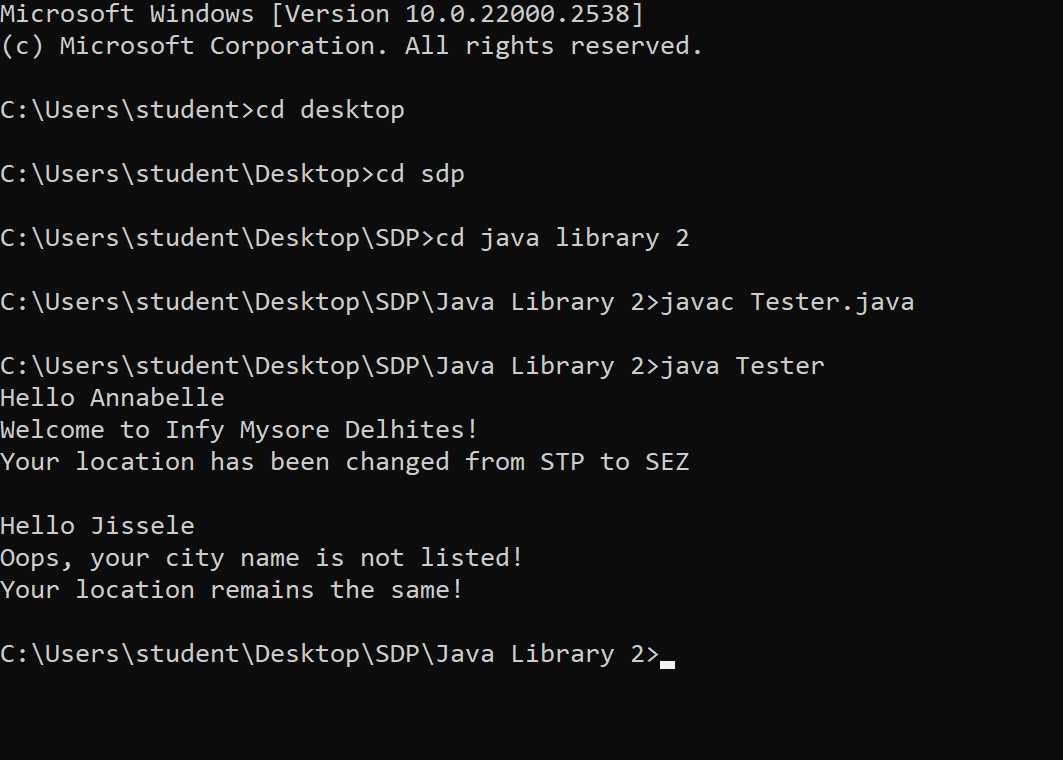 Microsoft Windows [Version 10.0.22000.2538]
(c) Microsoft Corporation. All rights reserved.
C:\Users\student>cd desktop
C:\Users\student\Desktop>cd sdp
C:\Users\student\Desktop\SDP>cd java library 2
C:\Users\student\Desktop\SDP\Java Library 2>javac Tester.java
C:\Users\student\Desktop\SDP\Java Library 2>java Tester
Hello Annabelle
Welcome to Infy Mysore Delhites!
Your location has been changed from STP to SEZ
Hello Jissele
Oops, your city name is not listed!
Your location remains the same!
C:\Users\student\Desktop\SDP\Java Library 2>